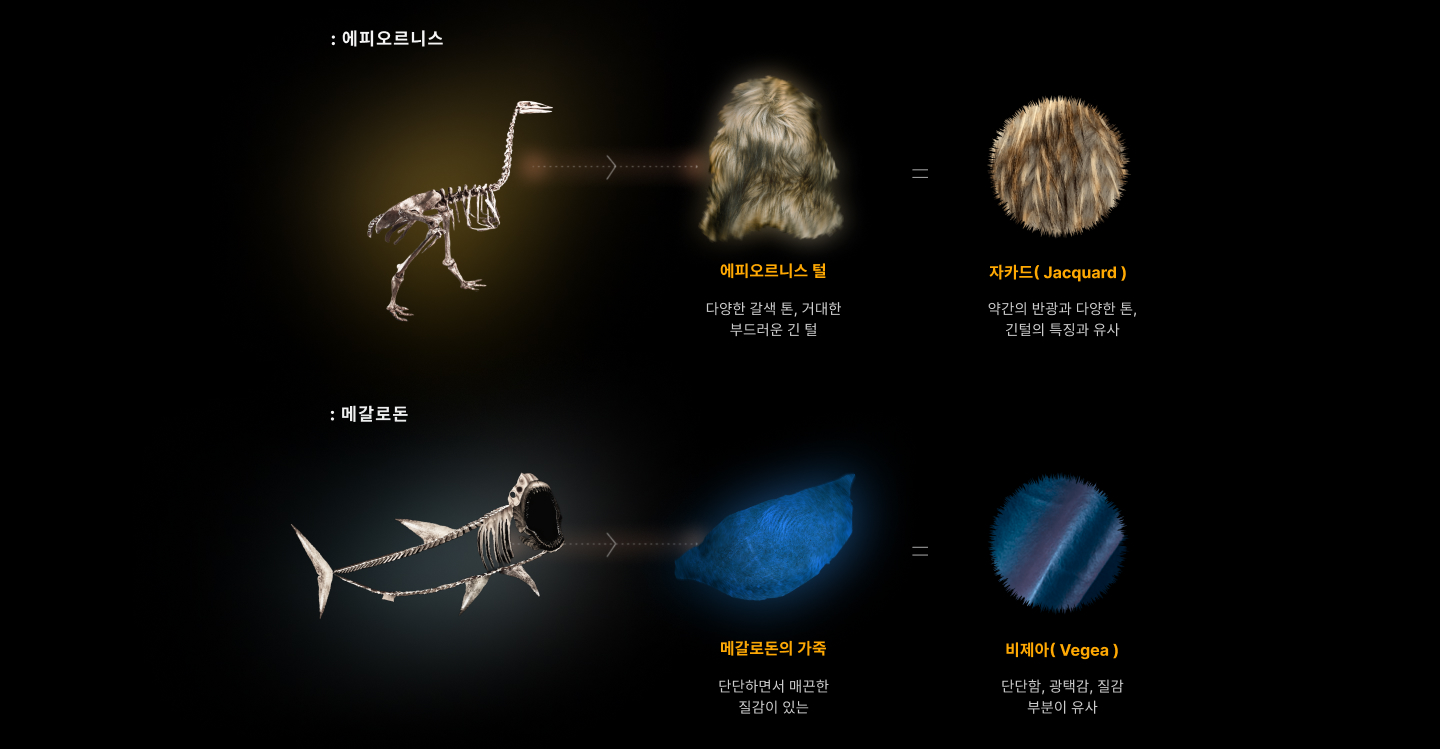 : 에피오르니스
에피오르니스 털
자카드( Jacquard )
다양한 갈색 톤, 거대한
부드러운 긴 털
약간의 반광과 다양한 톤,
긴털의 특징과 유사
: 메갈로돈
메갈로돈의 가죽
비제아( Vegea )
단단하면서 매끈한
질감이 있는
단단함, 광택감, 질감
부분이 유사